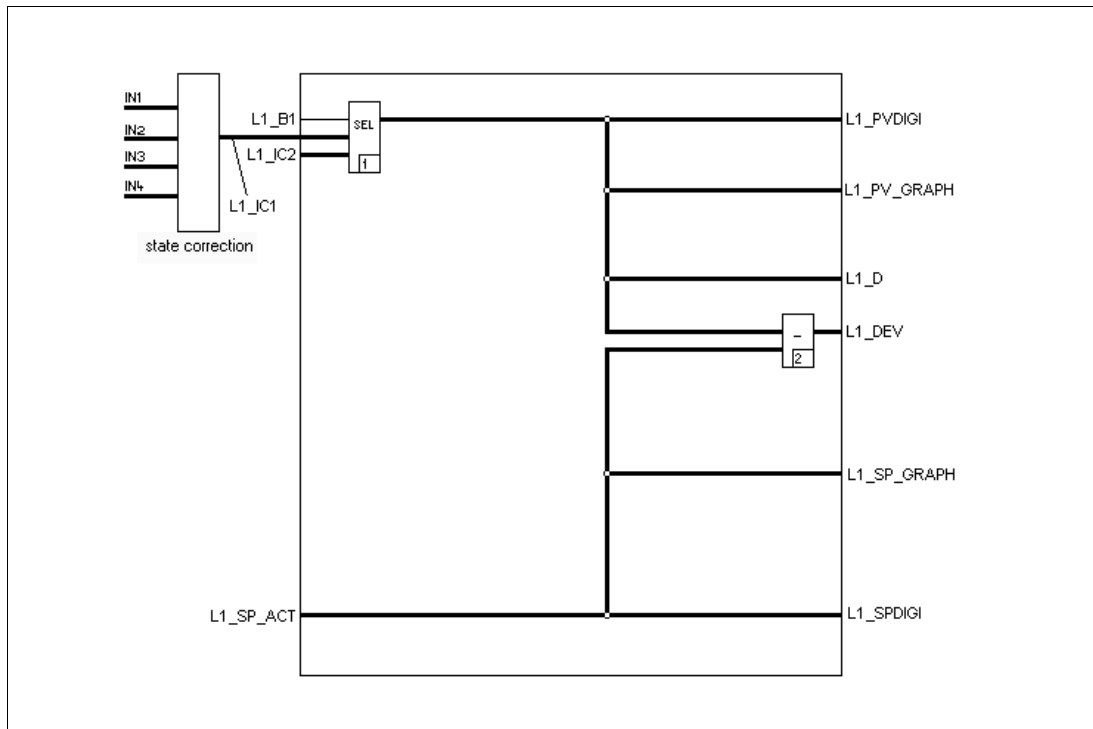 IN1
IN2
IN3
IN4
L1_IC1
state correction
L1_B1
L1_IC2
SEL
1
L1_PVDIGI
L1_PV_GRAPH
L1_D
–
2
L1_DEV
L1_SP_GRAPH
L1_SP_ACT
L1_SPDIGI